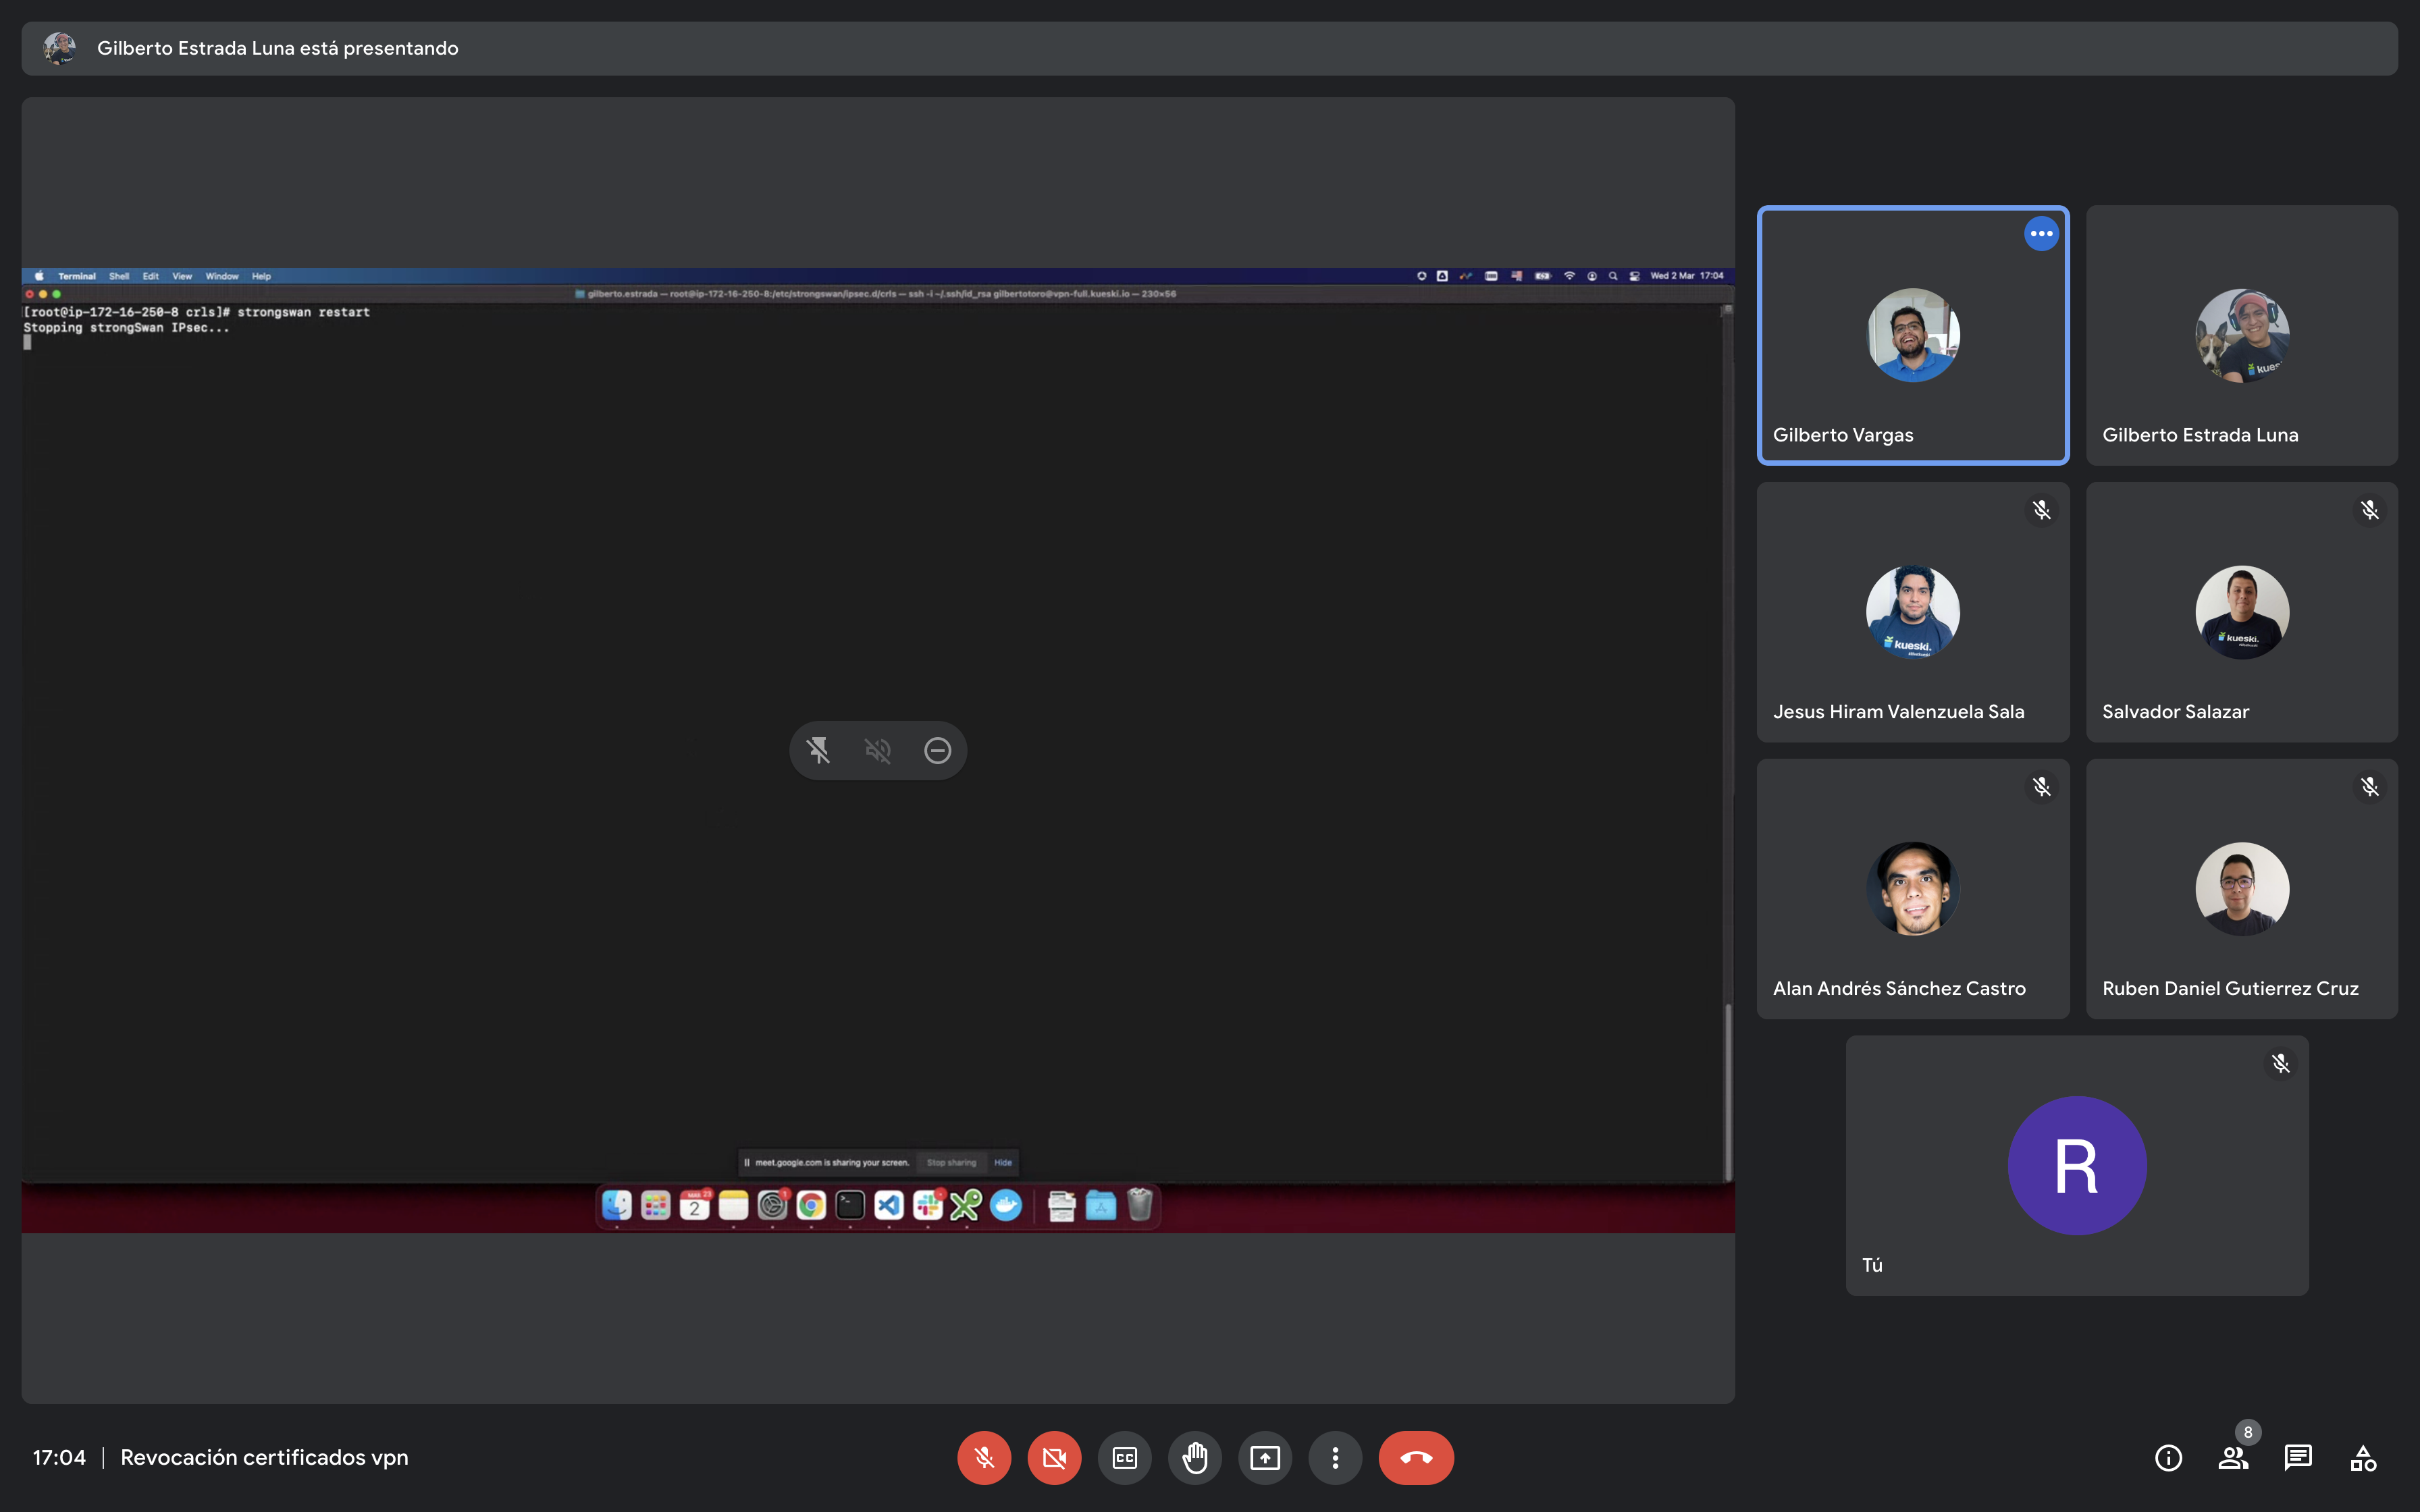 Gilberto Estrada Luna está presentando
Terminal Shell Edit View Window Help
Wed 2 Mar 17:04
gilberto.estrada — root@ip-172-16-250-8:/etc/strongswan/ipsec.d/crls — ssh -i ~/.ssh/id_rsa gilbertotoro@vpn-full.kueski.io — 230×56
[root@ip-172-16-250-8 crls]# strongswan restart
Stopping strongSwan IPsec...
meet.google.com is sharing your screen. Stop sharing Hide
2
Gilberto Vargas
Gilberto Estrada Luna
kueski.
Jesus Hiram Valenzuela Sala
kueski.
Salvador Salazar
Alan Andrés Sánchez Castro
Ruben Daniel Gutierrez Cruz
R
Tú
17:04 | Revocación certificados vpn
CC
8